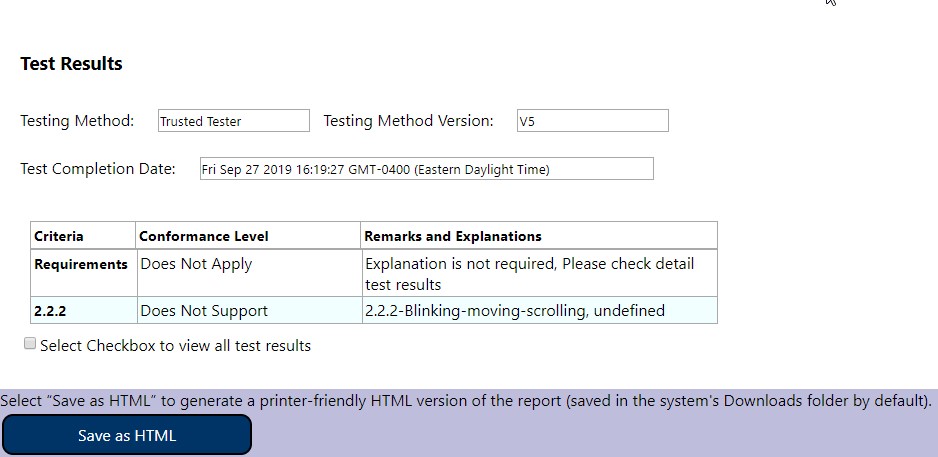 Test Results
Testing Method: Trusted Tester Testing Method Version: V5
Test Completion Date: Fri Sep 27 2019 16:19:27 GMT-0400 (Eastern Daylight Time)
Criteria Conformance Level Remarks and Explanations
Requirements Does Not Apply Explanation is not required, Please check detail
test results
2.2.2 Does Not Support 2.2.2-Blinking-moving-scrolling, undefined
Select Checkbox to view all test results
Select “Save as HTML” to generate a printer-friendly HTML version of the report (saved in the system's Downloads folder by default).
Save as HTML